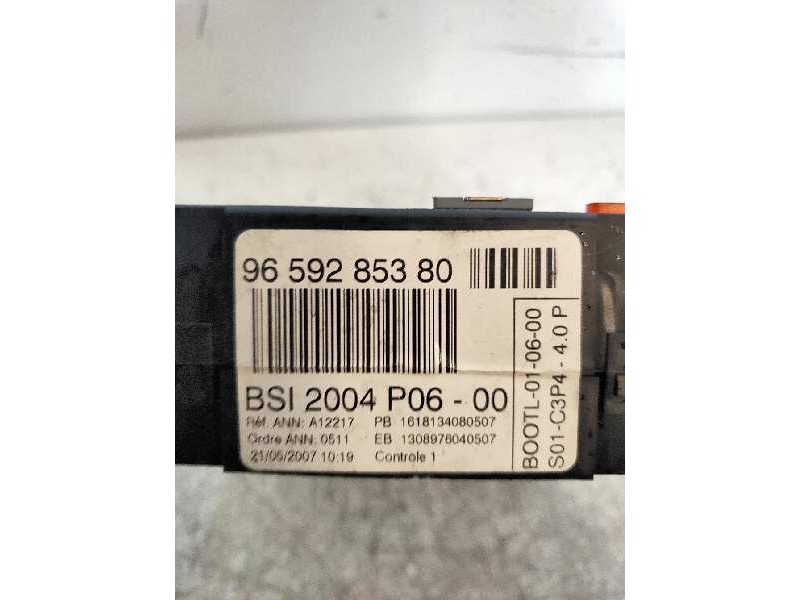 96 592 853 80
BSI 2004 P06 - 00
Réf. ANN: A12217 PB 1618134080507
Ordre ANN: 0511 EB 1308976040507
21/05/2007 10:19 Controle 1
BOOTL-01-06-00
S01-C3P4 - 4.0 P